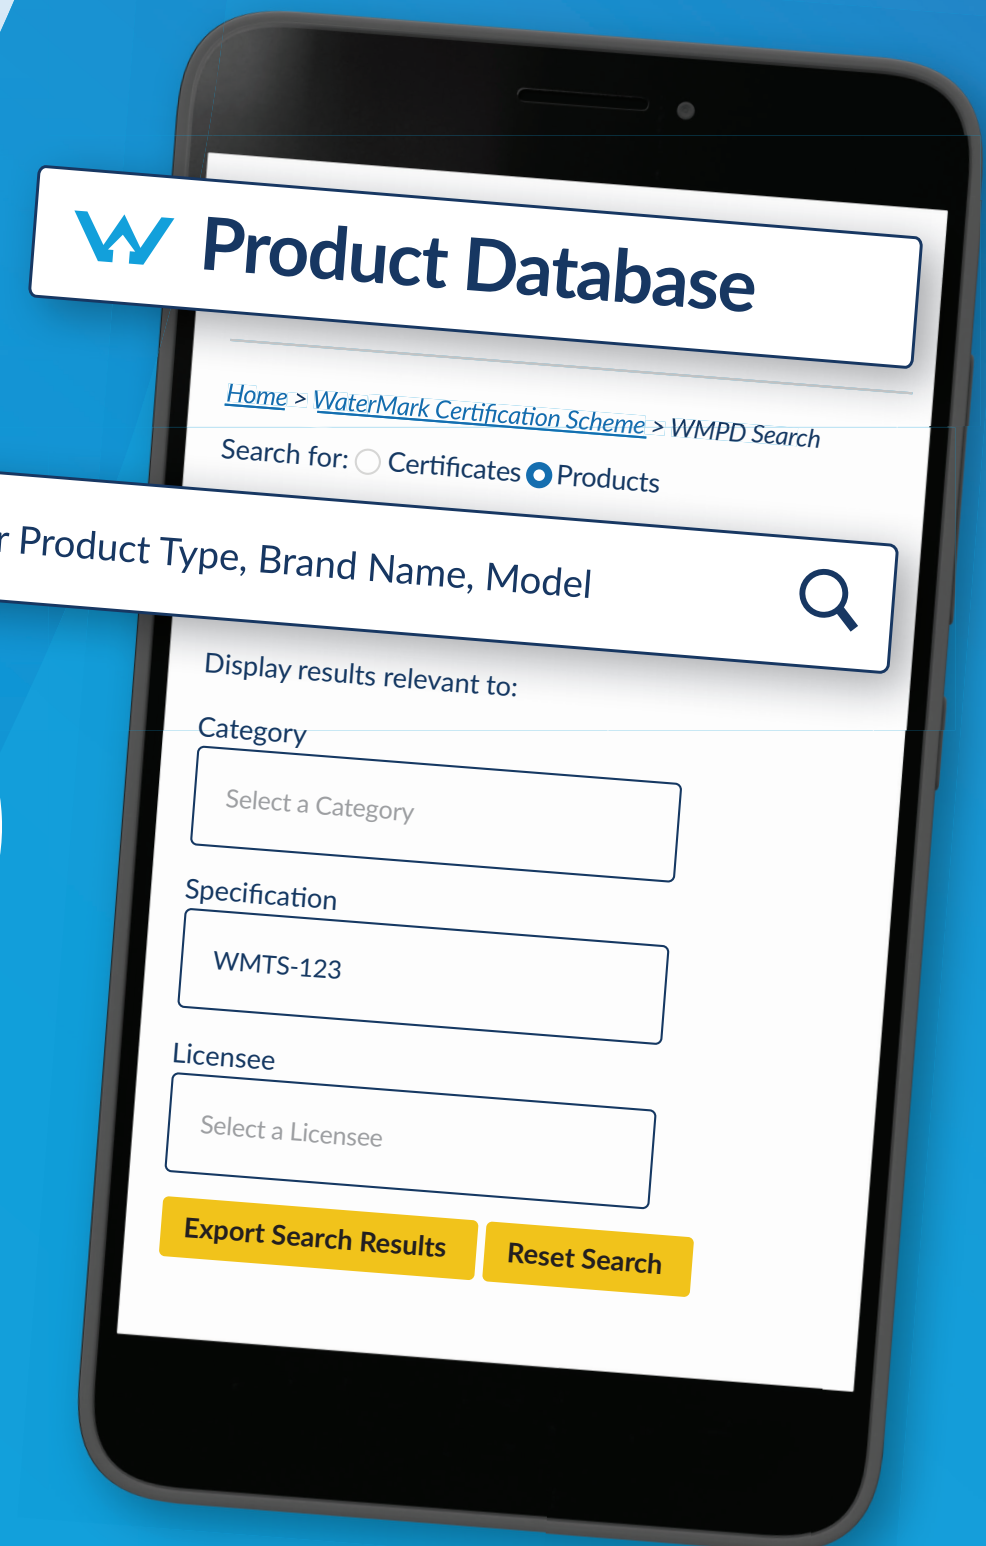 W Product Database
Home > WaterMark Certification Scheme > WMPD Search
Search for: Certificates Products
r Product Type, Brand Name, Model
Display results relevant to:
Category
Select a Category
Specification
WMTS-123
Licensee
Select a Licensee
Export Search Results Reset Search